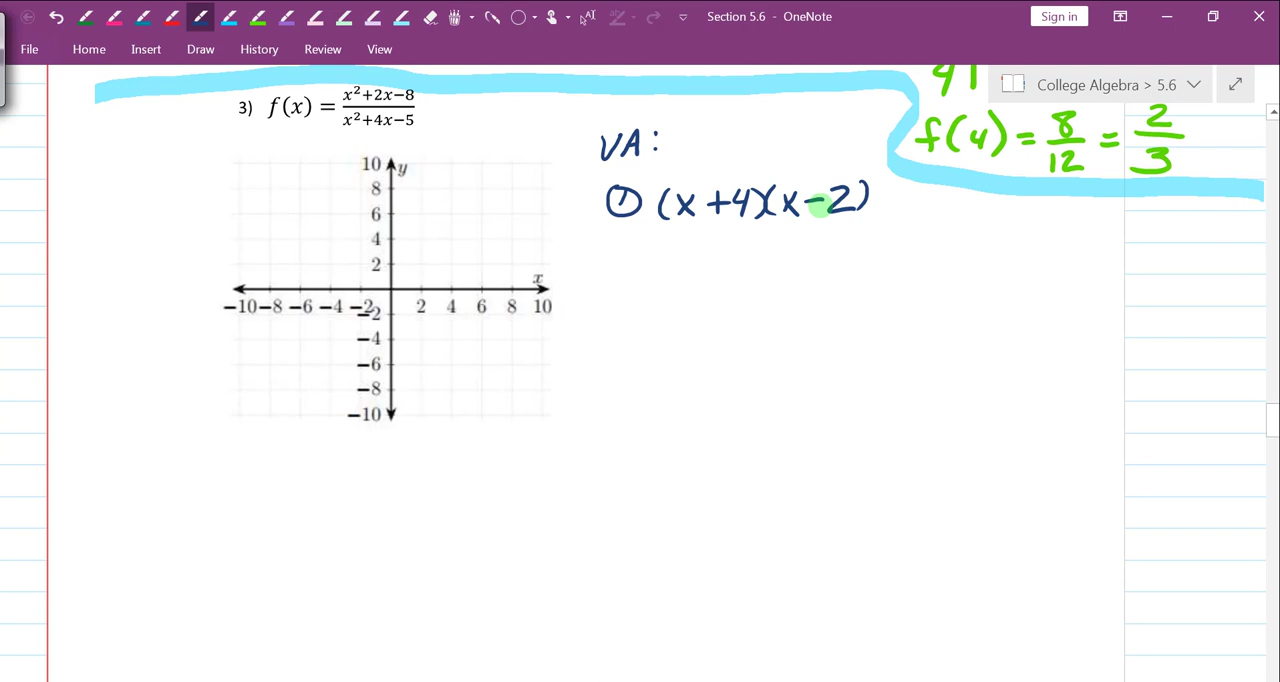 Section 5.6 - OneNote
Sign in
File Home Insert Draw History Review View
College Algebra > 5.6
3) f(x) = \frac{x²+2x−8}{x²+4x−5}
f(4) = 8/12 = 2/3
VA:
① (x+4)(x-2)
10 y
8
6
4
2
x
−10 −8 −6 −4 −2 2 4 6 8 10
−2
−4
−6
−8
−10